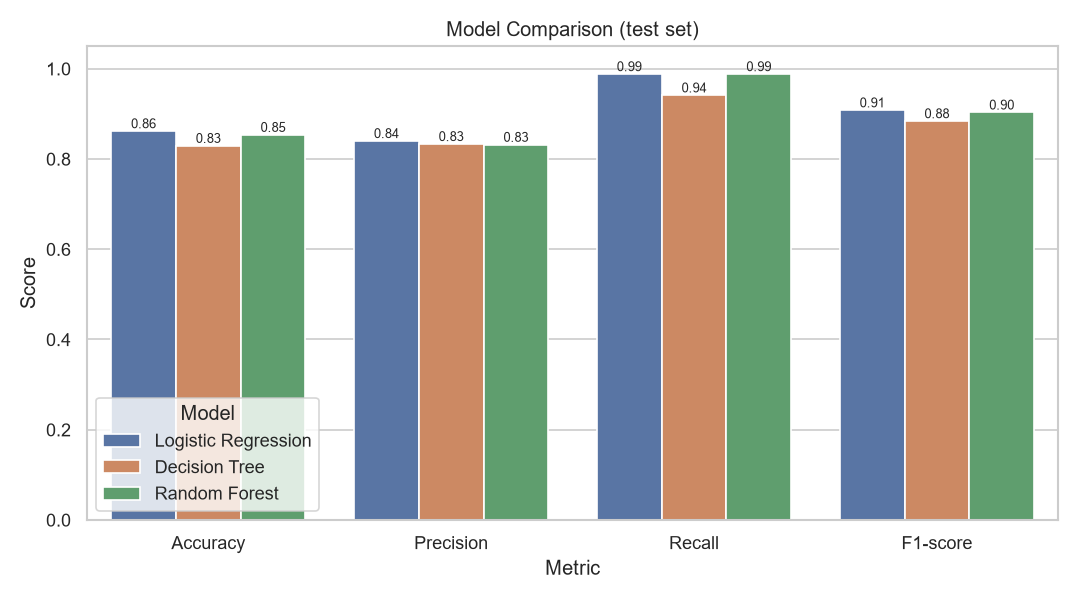 Model Comparison (test set)
Score
1.0
0.8
0.6
0.4
0.2
0.0
0.86
0.83
0.85
0.84
0.83
0.83
0.99
0.94
0.99
0.91
0.88
0.90
Model
Logistic Regression
Decision Tree
Random Forest
Accuracy
Precision
Recall
F1-score
Metric